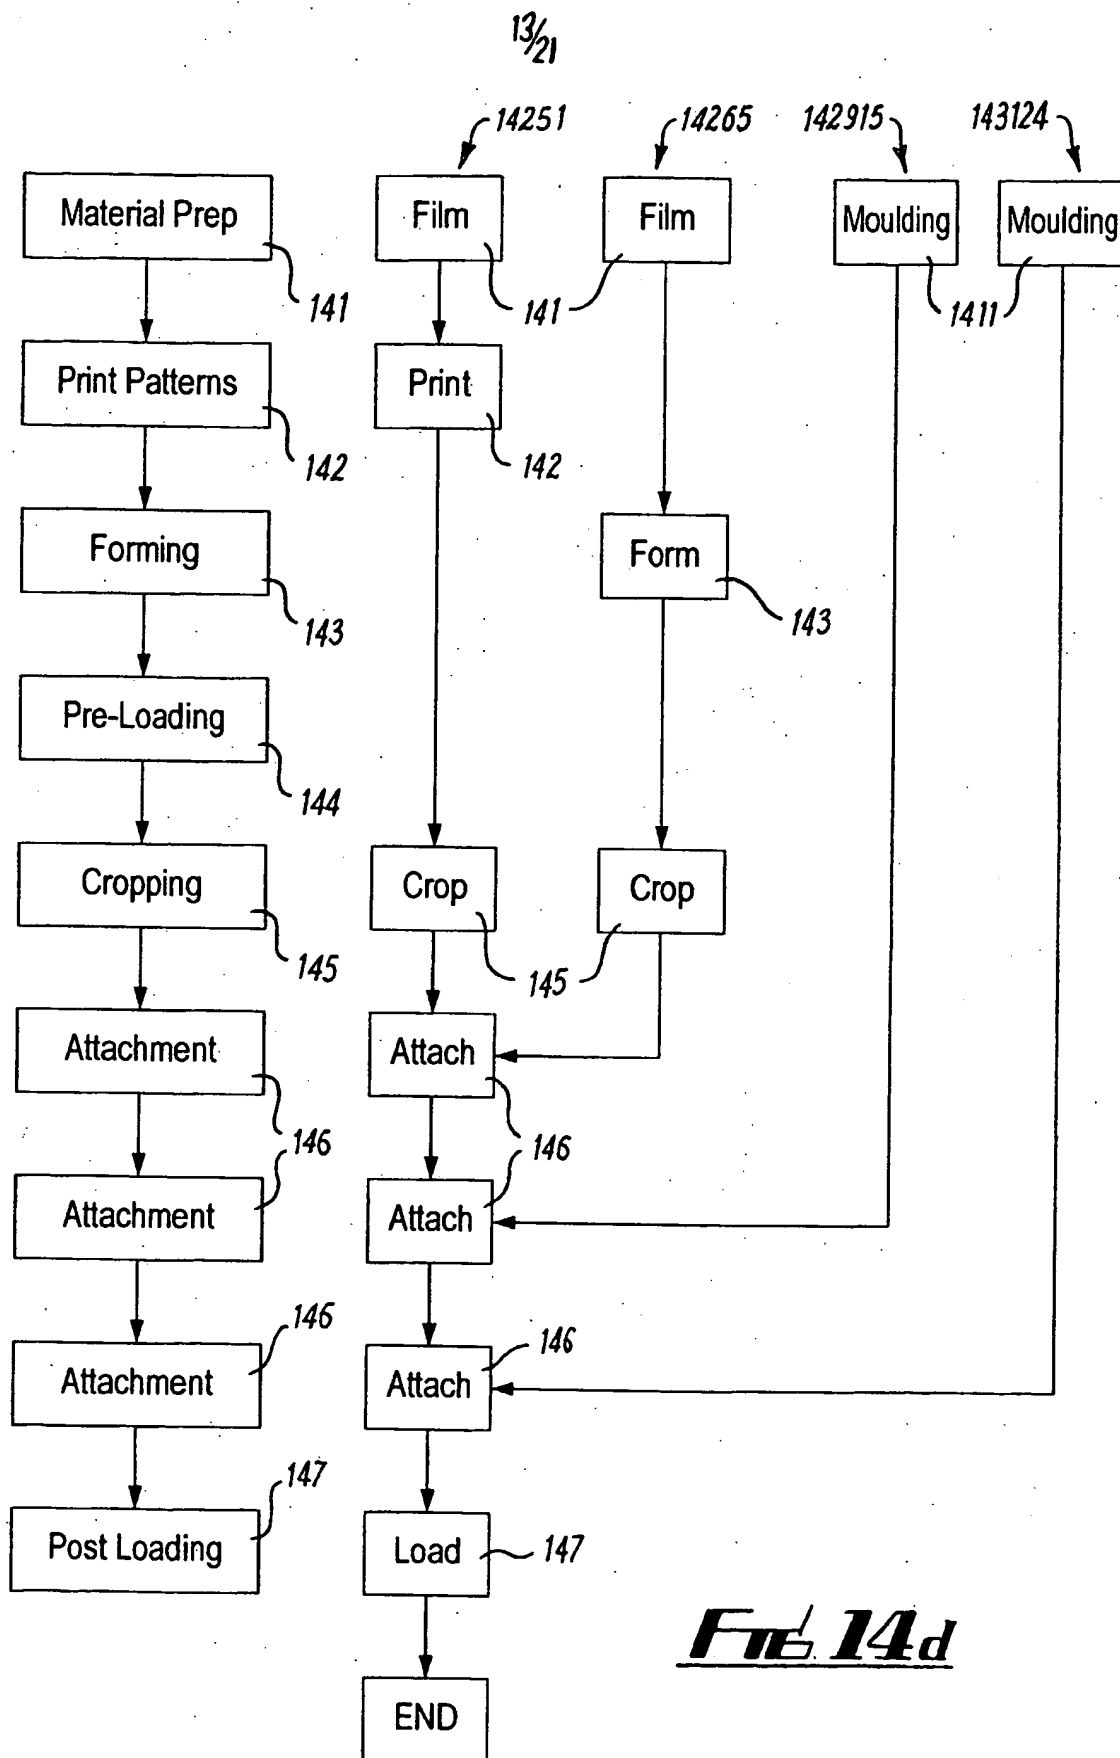 13/21
14251 14265 142915 143124
Material Prep Film Film Moulding Moulding
141 141 1411
Print Patterns Print
142 142
Forming Form
143 143
Pre-Loading
144
Cropping Crop Crop
145 145
Attachment Attach
146 146
Attachment Attach
146 146
Attachment Attach
147
Post Loading Load 147
END
FIG. 14d